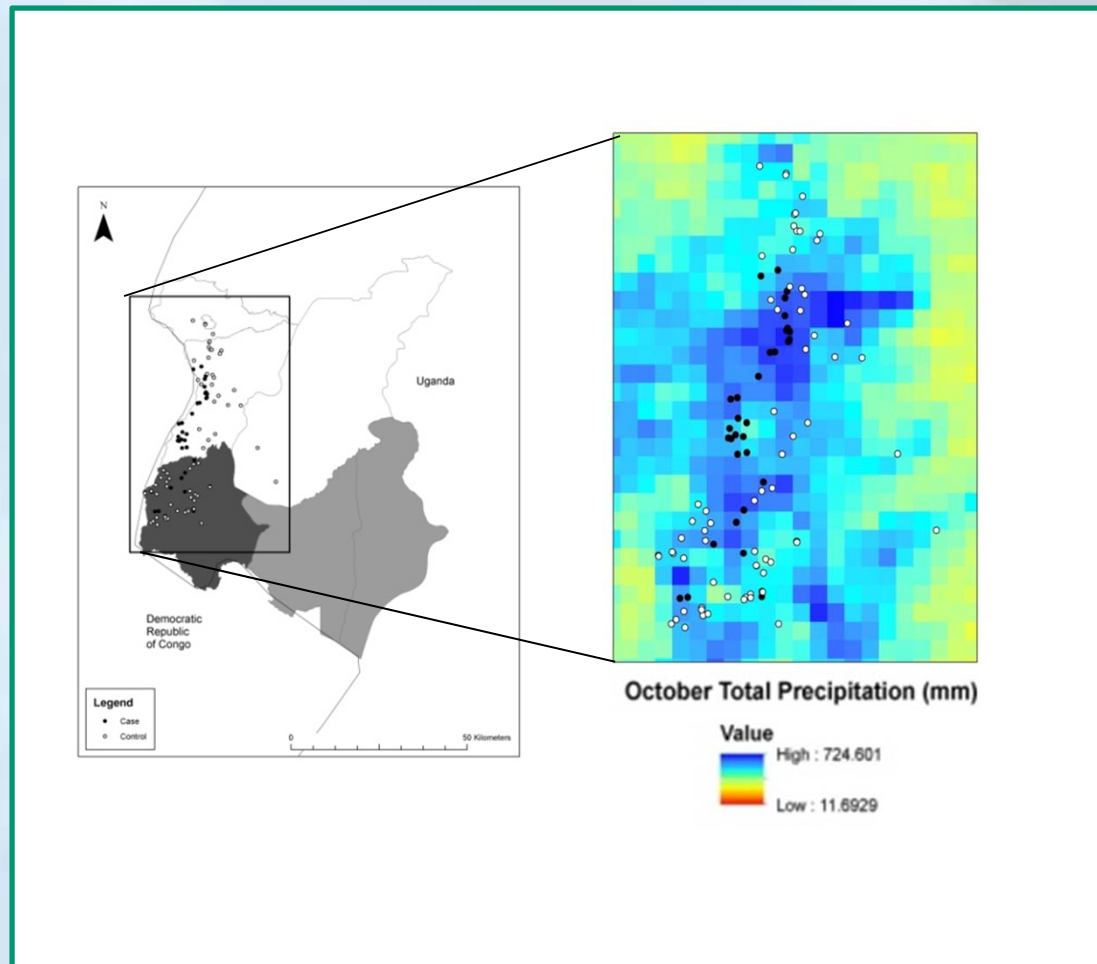 N
Uganda
Democratic
Republic
of Congo
Legend
Case
Control
0
50 Kilometers
October Total Precipitation (mm)
Value
High : 724.601
Low : 11.6929